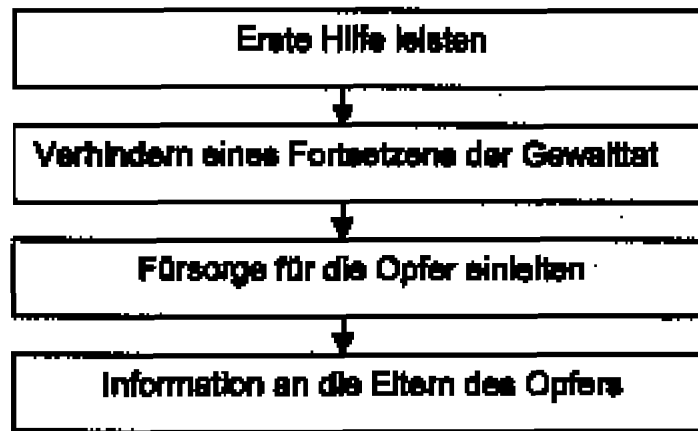 Erste Hilfe leisten
Verhindern eines Fortsetzens der Gewalttat
Fürsorge für die Opfer einleiten
Information an die Eltern des Opfers